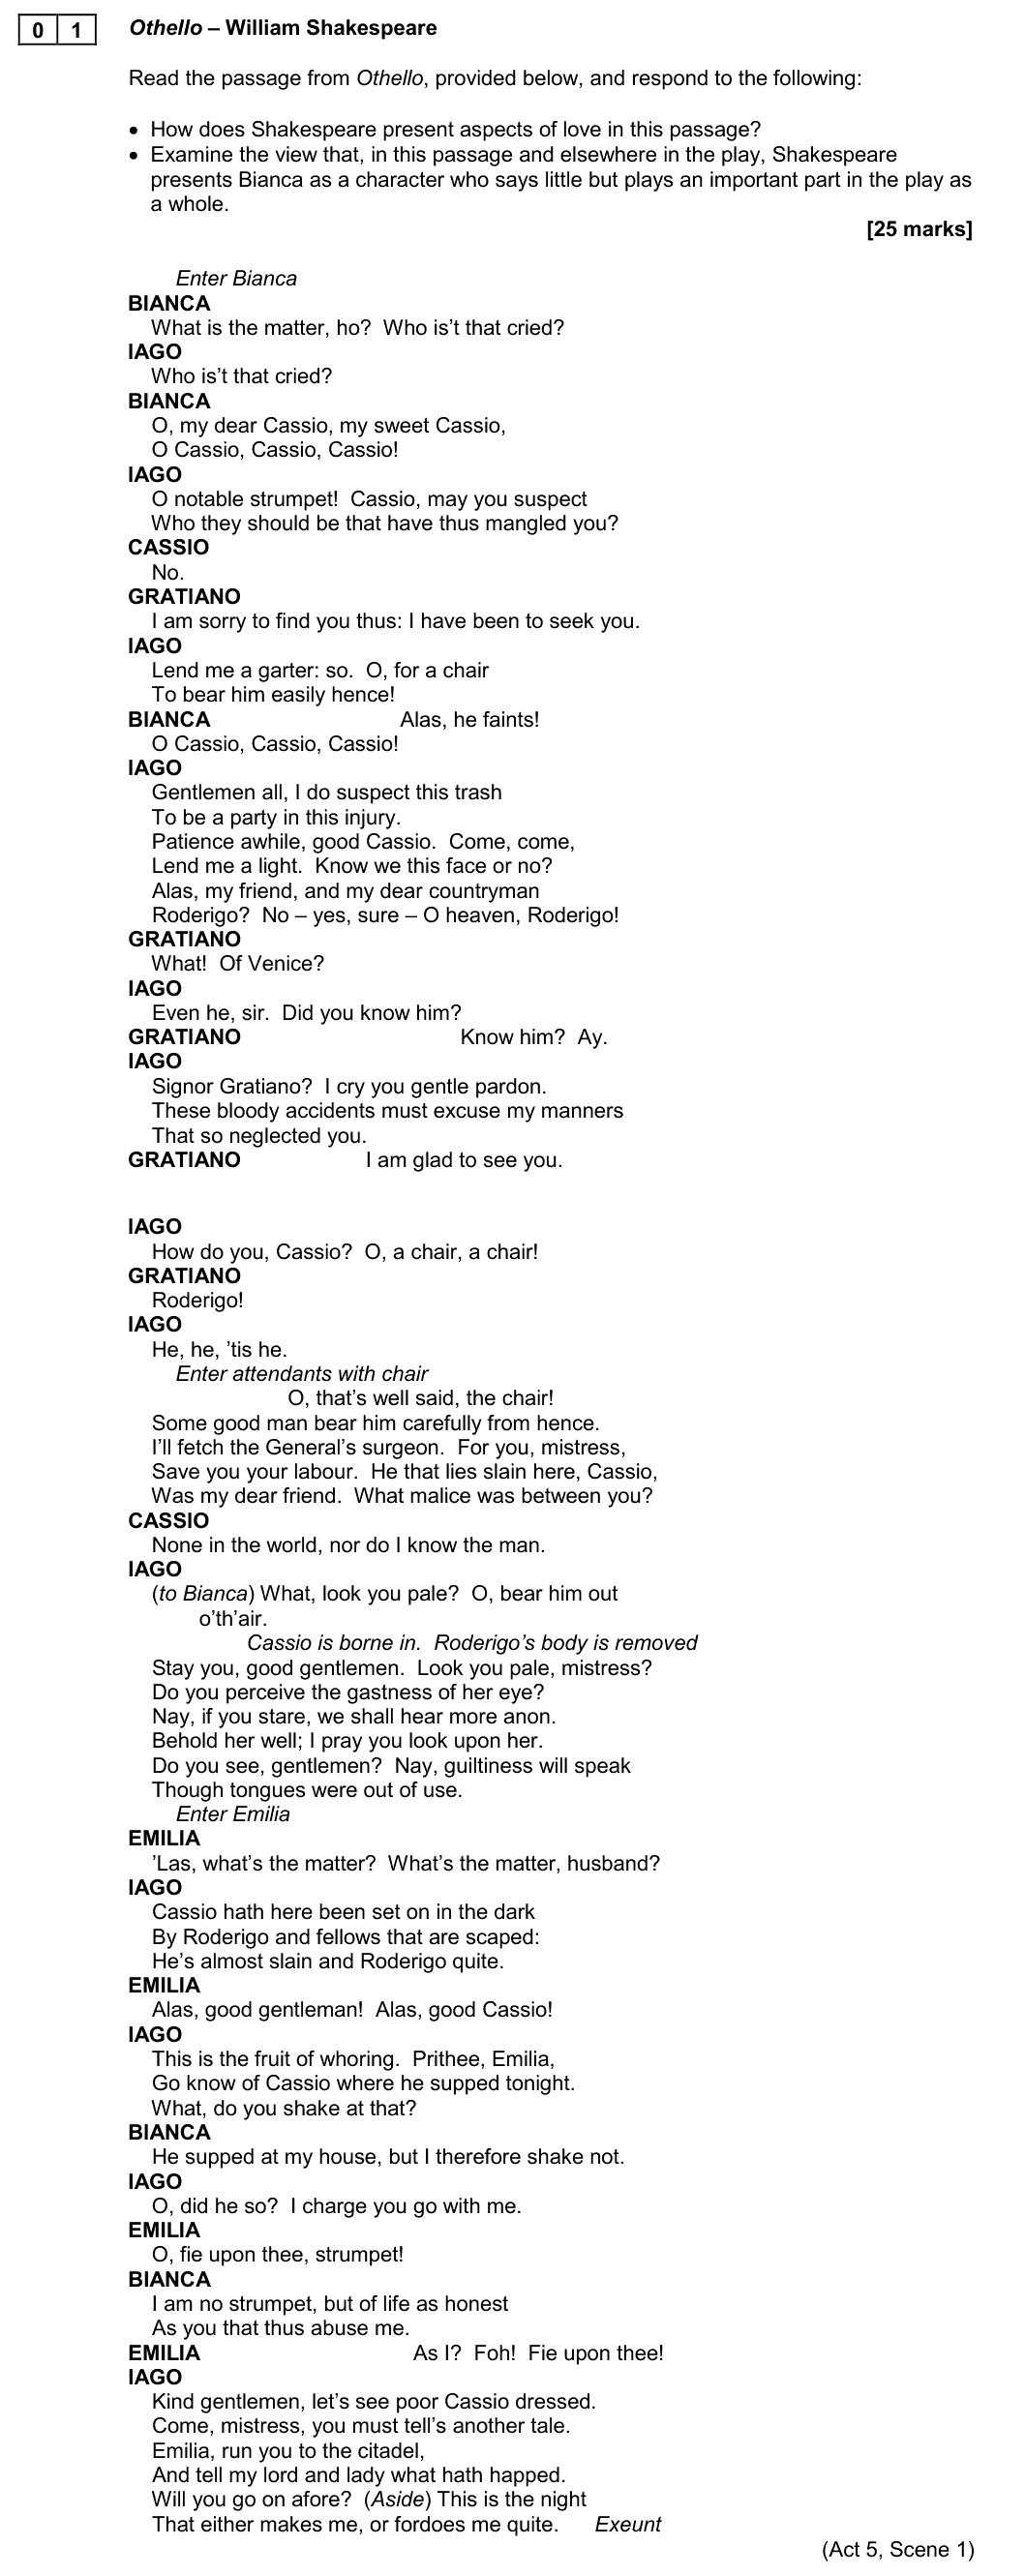 0 1 Othello – William Shakespeare
Read the passage from Othello, provided below, and respond to the following:
• How does Shakespeare present aspects of love in this passage?
• Examine the view that, in this passage and elsewhere in the play, Shakespeare
presents Bianca as a character who says little but plays an important part in the play as
a whole.
[25 marks]
Enter Bianca
BIANCA
What is the matter, ho? Who is’t that cried?
IAGO
Who is’t that cried?
BIANCA
O, my dear Cassio, my sweet Cassio,
O Cassio, Cassio, Cassio!
IAGO
O notable strumpet! Cassio, may you suspect
Who they should be that have thus mangled you?
CASSIO
No.
GRATIANO
I am sorry to find you thus: I have been to seek you.
IAGO
Lend me a garter: so. O, for a chair
To bear him easily hence!
BIANCA Alas, he faints!
O Cassio, Cassio, Cassio!
IAGO
Gentlemen all, I do suspect this trash
To be a party in this injury.
Patience awhile, good Cassio. Come, come,
Lend me a light. Know we this face or no?
Alas, my friend, and my dear countryman
Roderigo? No – yes, sure – O heaven, Roderigo!
GRATIANO
What! Of Venice?
IAGO
Even he, sir. Did you know him?
GRATIANO Know him? Ay.
IAGO
Signor Gratiano? I cry you gentle pardon.
These bloody accidents must excuse my manners
That so neglected you.
GRATIANO I am glad to see you.
IAGO
How do you, Cassio? O, a chair, a chair!
GRATIANO
Roderigo!
IAGO
He, he, ’tis he.
Enter attendants with chair
O, that’s well said, the chair!
Some good man bear him carefully from hence.
I’ll fetch the General’s surgeon. For you, mistress,
Save you your labour. He that lies slain here, Cassio,
Was my dear friend. What malice was between you?
CASSIO
None in the world, nor do I know the man.
IAGO
(to Bianca) What, look you pale? O, bear him out
o’th’air.
Cassio is borne in. Roderigo’s body is removed
Stay you, good gentlemen. Look you pale, mistress?
Do you perceive the gastness of her eye?
Nay, if you stare, we shall hear more anon.
Behold her well; I pray you look upon her.
Do you see, gentlemen? Nay, guiltiness will speak
Though tongues were out of use.
Enter Emilia
EMILIA
’Las, what’s the matter? What’s the matter, husband?
IAGO
Cassio hath here been set on in the dark
By Roderigo and fellows that are scaped:
He’s almost slain and Roderigo quite.
EMILIA
Alas, good gentleman! Alas, good Cassio!
IAGO
This is the fruit of whoring. Prithee, Emilia,
Go know of Cassio where he supped tonight.
What, do you shake at that?
BIANCA
He supped at my house, but I therefore shake not.
IAGO
O, did he so? I charge you go with me.
EMILIA
O, fie upon thee, strumpet!
BIANCA
I am no strumpet, but of life as honest
As you that thus abuse me.
EMILIA As I? Foh! Fie upon thee!
IAGO
Kind gentlemen, let’s see poor Cassio dressed.
Come, mistress, you must tell’s another tale.
Emilia, run you to the citadel,
And tell my lord and lady what hath happed.
Will you go on afore? (Aside) This is the night
That either makes me, or fordoes me quite. Exeunt
(Act 5, Scene 1)